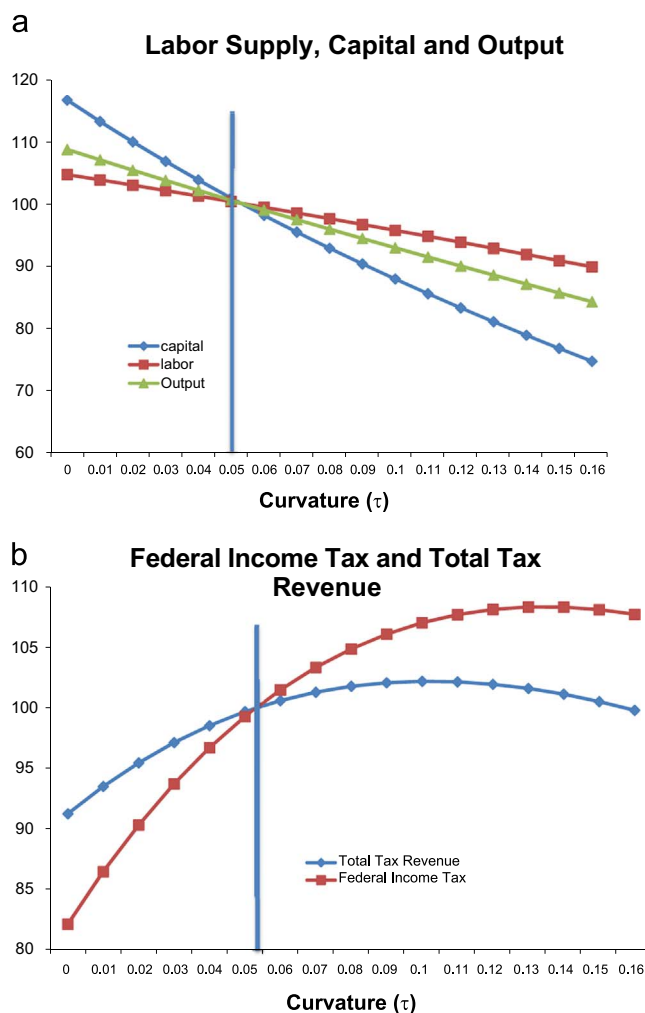 a
Labor Supply, Capital and Output
120
110
100
90
80
70
60
capital
labor
Output
0 0.01 0.02 0.03 0.04 0.05 0.06 0.07 0.08 0.09 0.1 0.11 0.12 0.13 0.14 0.15 0.16
Curvature (τ)
b
Federal Income Tax and Total Tax
Revenue
110
105
100
95
90
85
80
Total Tax Revenue
Federal Income Tax
0 0.01 0.02 0.03 0.04 0.05 0.06 0.07 0.08 0.09 0.1 0.11 0.12 0.13 0.14 0.15 0.16
Curvature (τ)